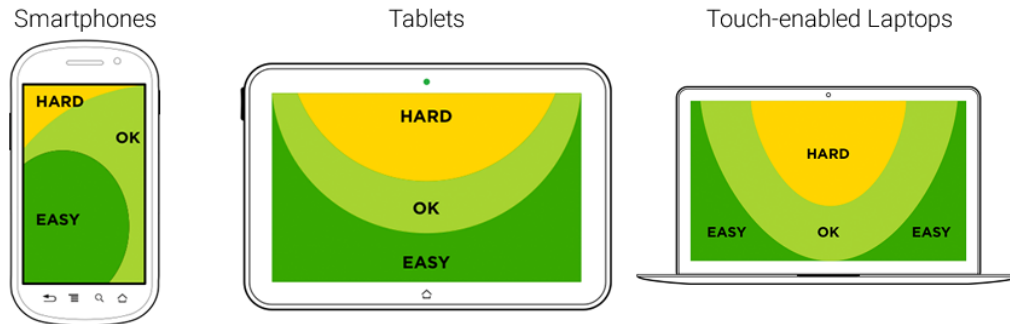 Smartphones
Tablets
Touch-enabled Laptops
HARD
OK
EASY
HARD
OK
EASY
HARD
EASY
OK
EASY